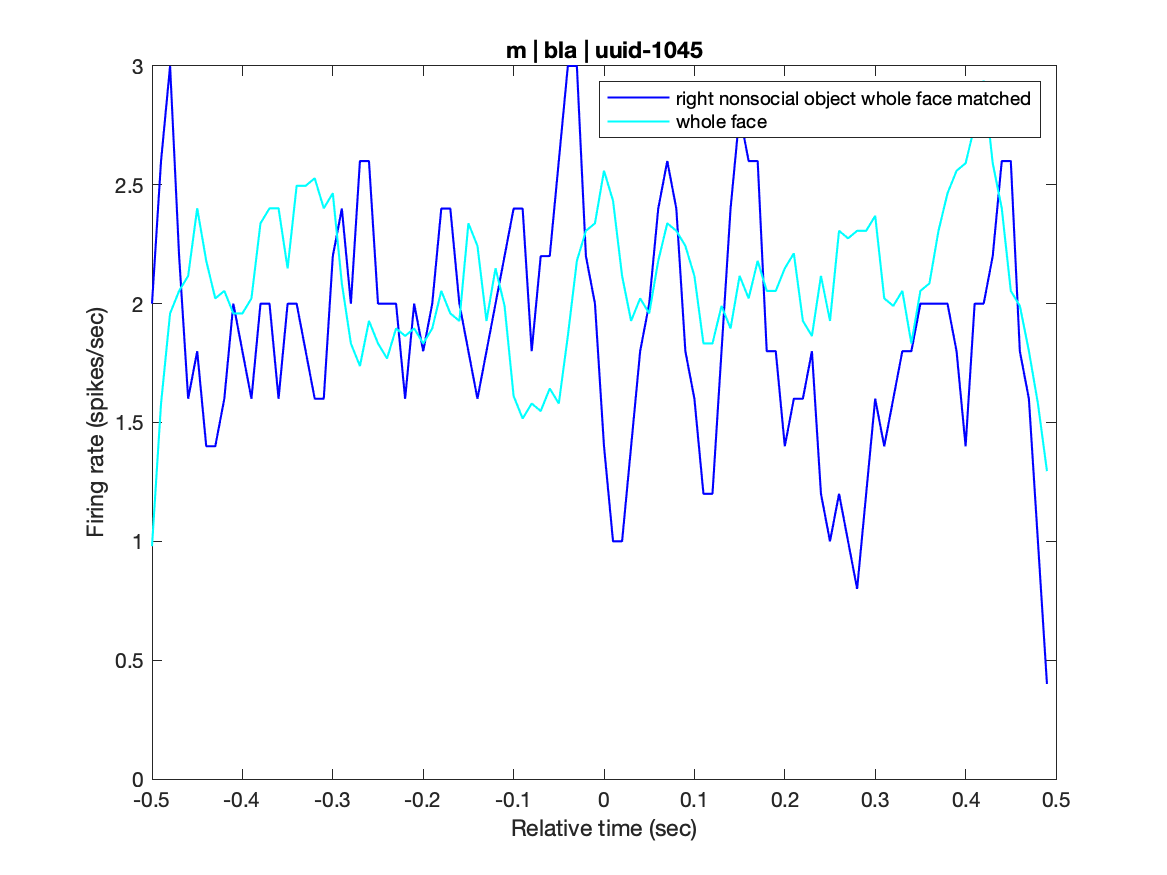 m | bla | uuid-1045
right nonsocial object whole face matched
whole face
Firing rate (spikes/sec)
3
2.5
2
1.5
1
0.5
0
-0.5 -0.4 -0.3 -0.2 -0.1 0 0.1 0.2 0.3 0.4 0.5
Relative time (sec)